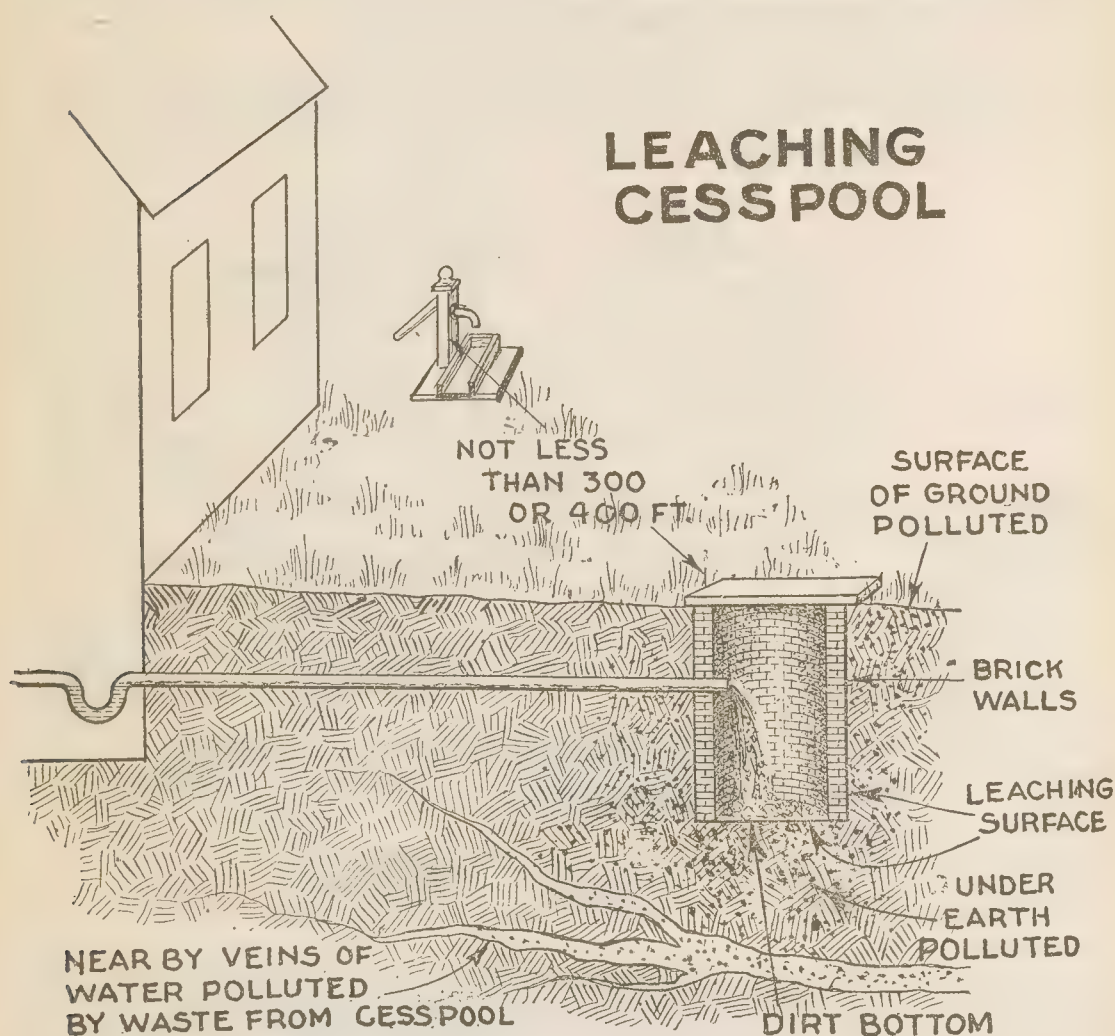 LEACHING
CESSPOOL
NOT LESS
THAN 300
OR 400 FT.
SURFACE
OF GROUND
POLLUTED
BRICK
WALLS
LEACHING
SURFACE
UNDER
EARTH
POLLUTED
NEAR BY VEINS OF
WATER POLLUTED
BY WASTE FROM CESSPOOL
DIRT BOTTOM